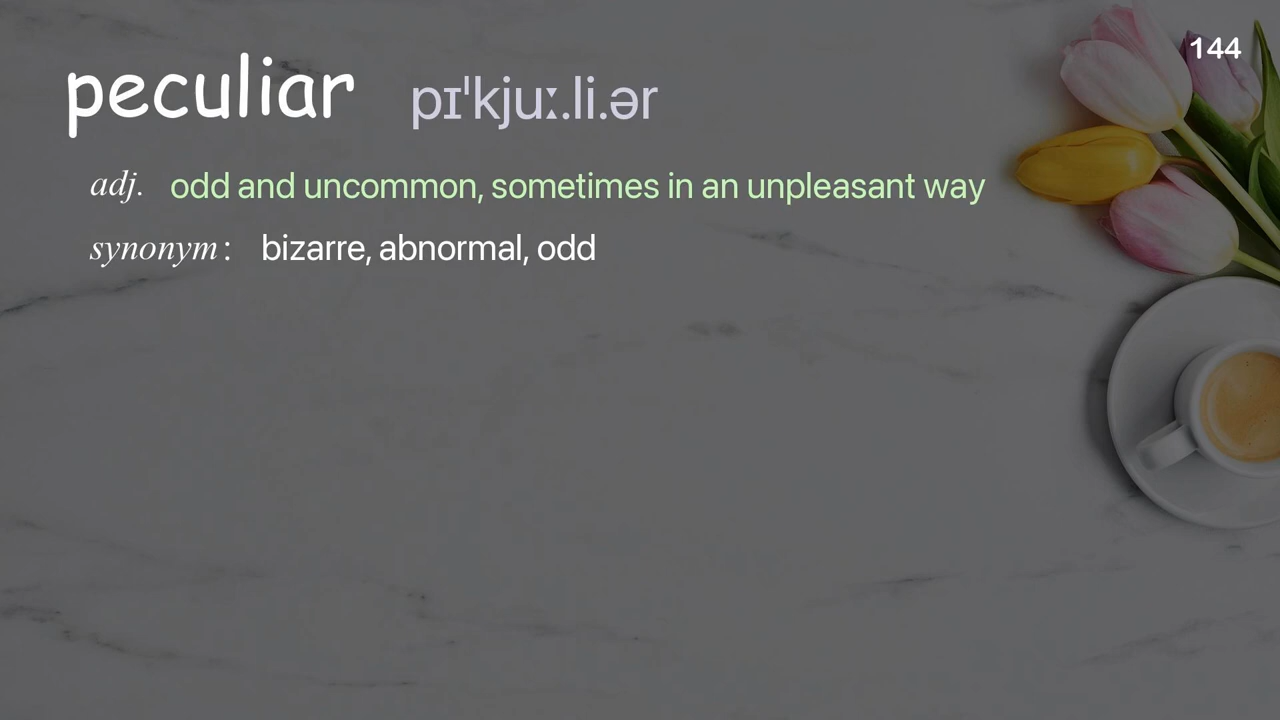 144
peculiar pɪˈkjuː.li.ər
adj. odd and uncommon, sometimes in an unpleasant way
synonym: bizarre, abnormal, odd